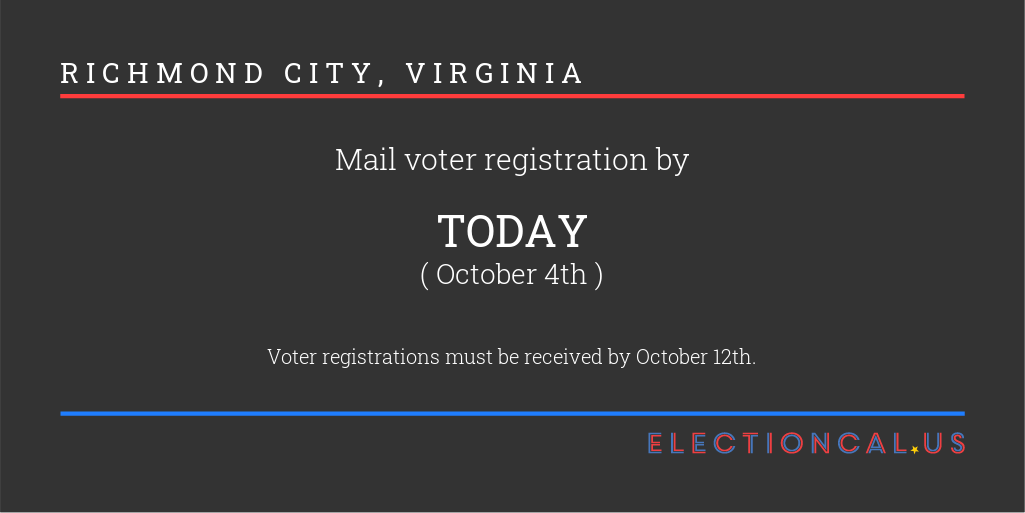 RICHMOND CITY, VIRGINIA
Mail voter registration by
TODAY
( October 4th )
Voter registrations must be received by October 12th.
ELECTIONCAL.US